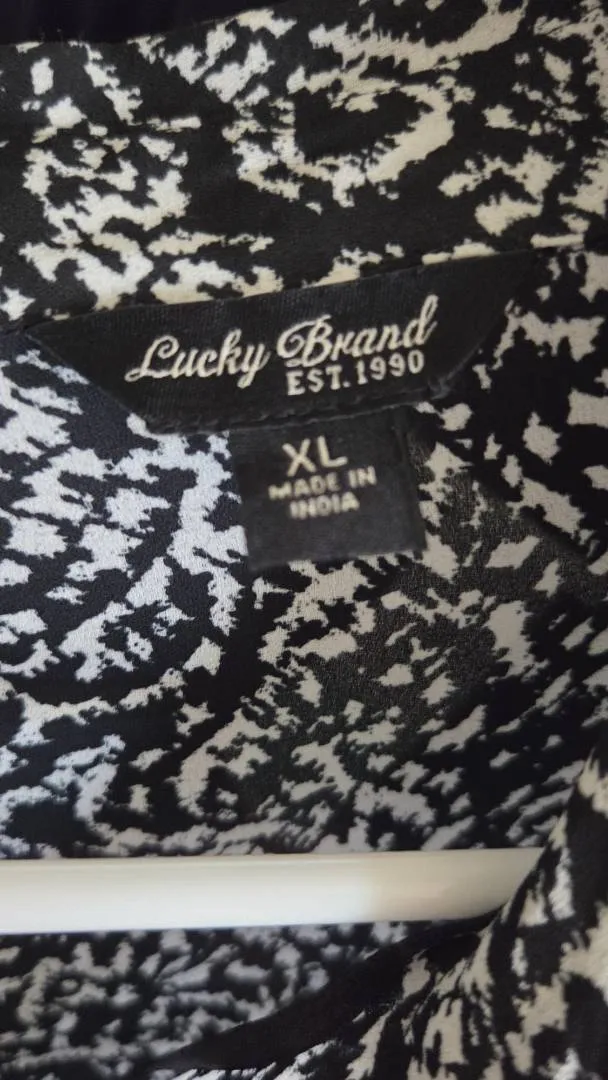 Lucky Brand
EST. 1990
XL
MADE IN
INDIA